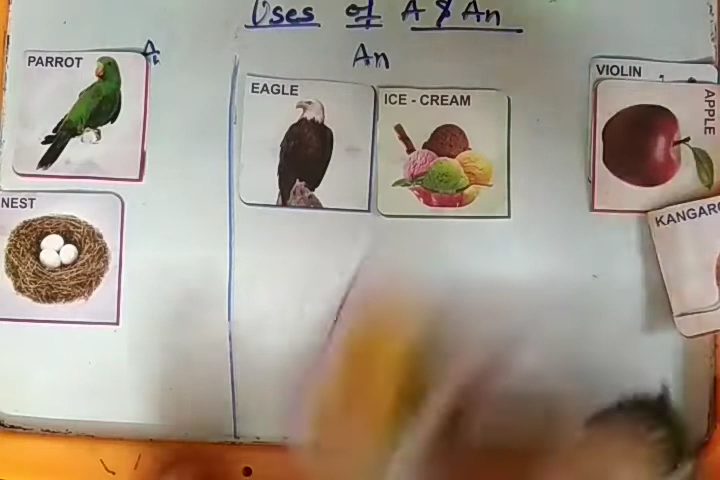 Uses of A & An
An
PARROT
EAGLE
ICE - CREAM
VIOLIN
APPLE
NEST